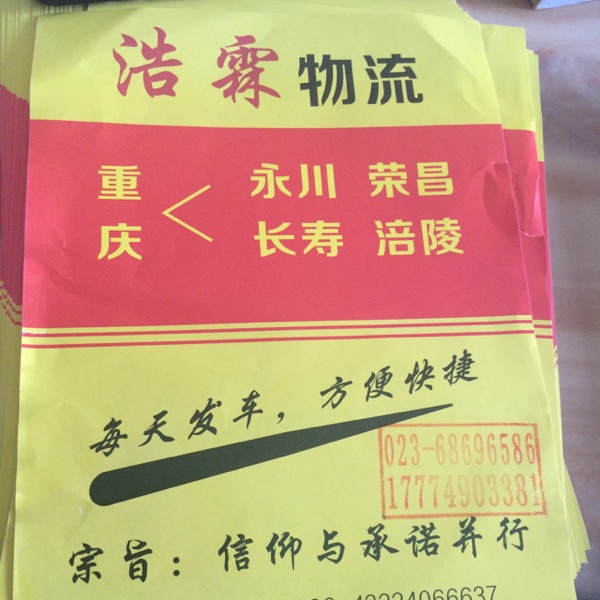 浩霖物流
重庆 < 永川 荣昌
长寿 涪陵
每天发车，方便快捷
023-68696586
17774903381
宗旨：信仰与承诺并行